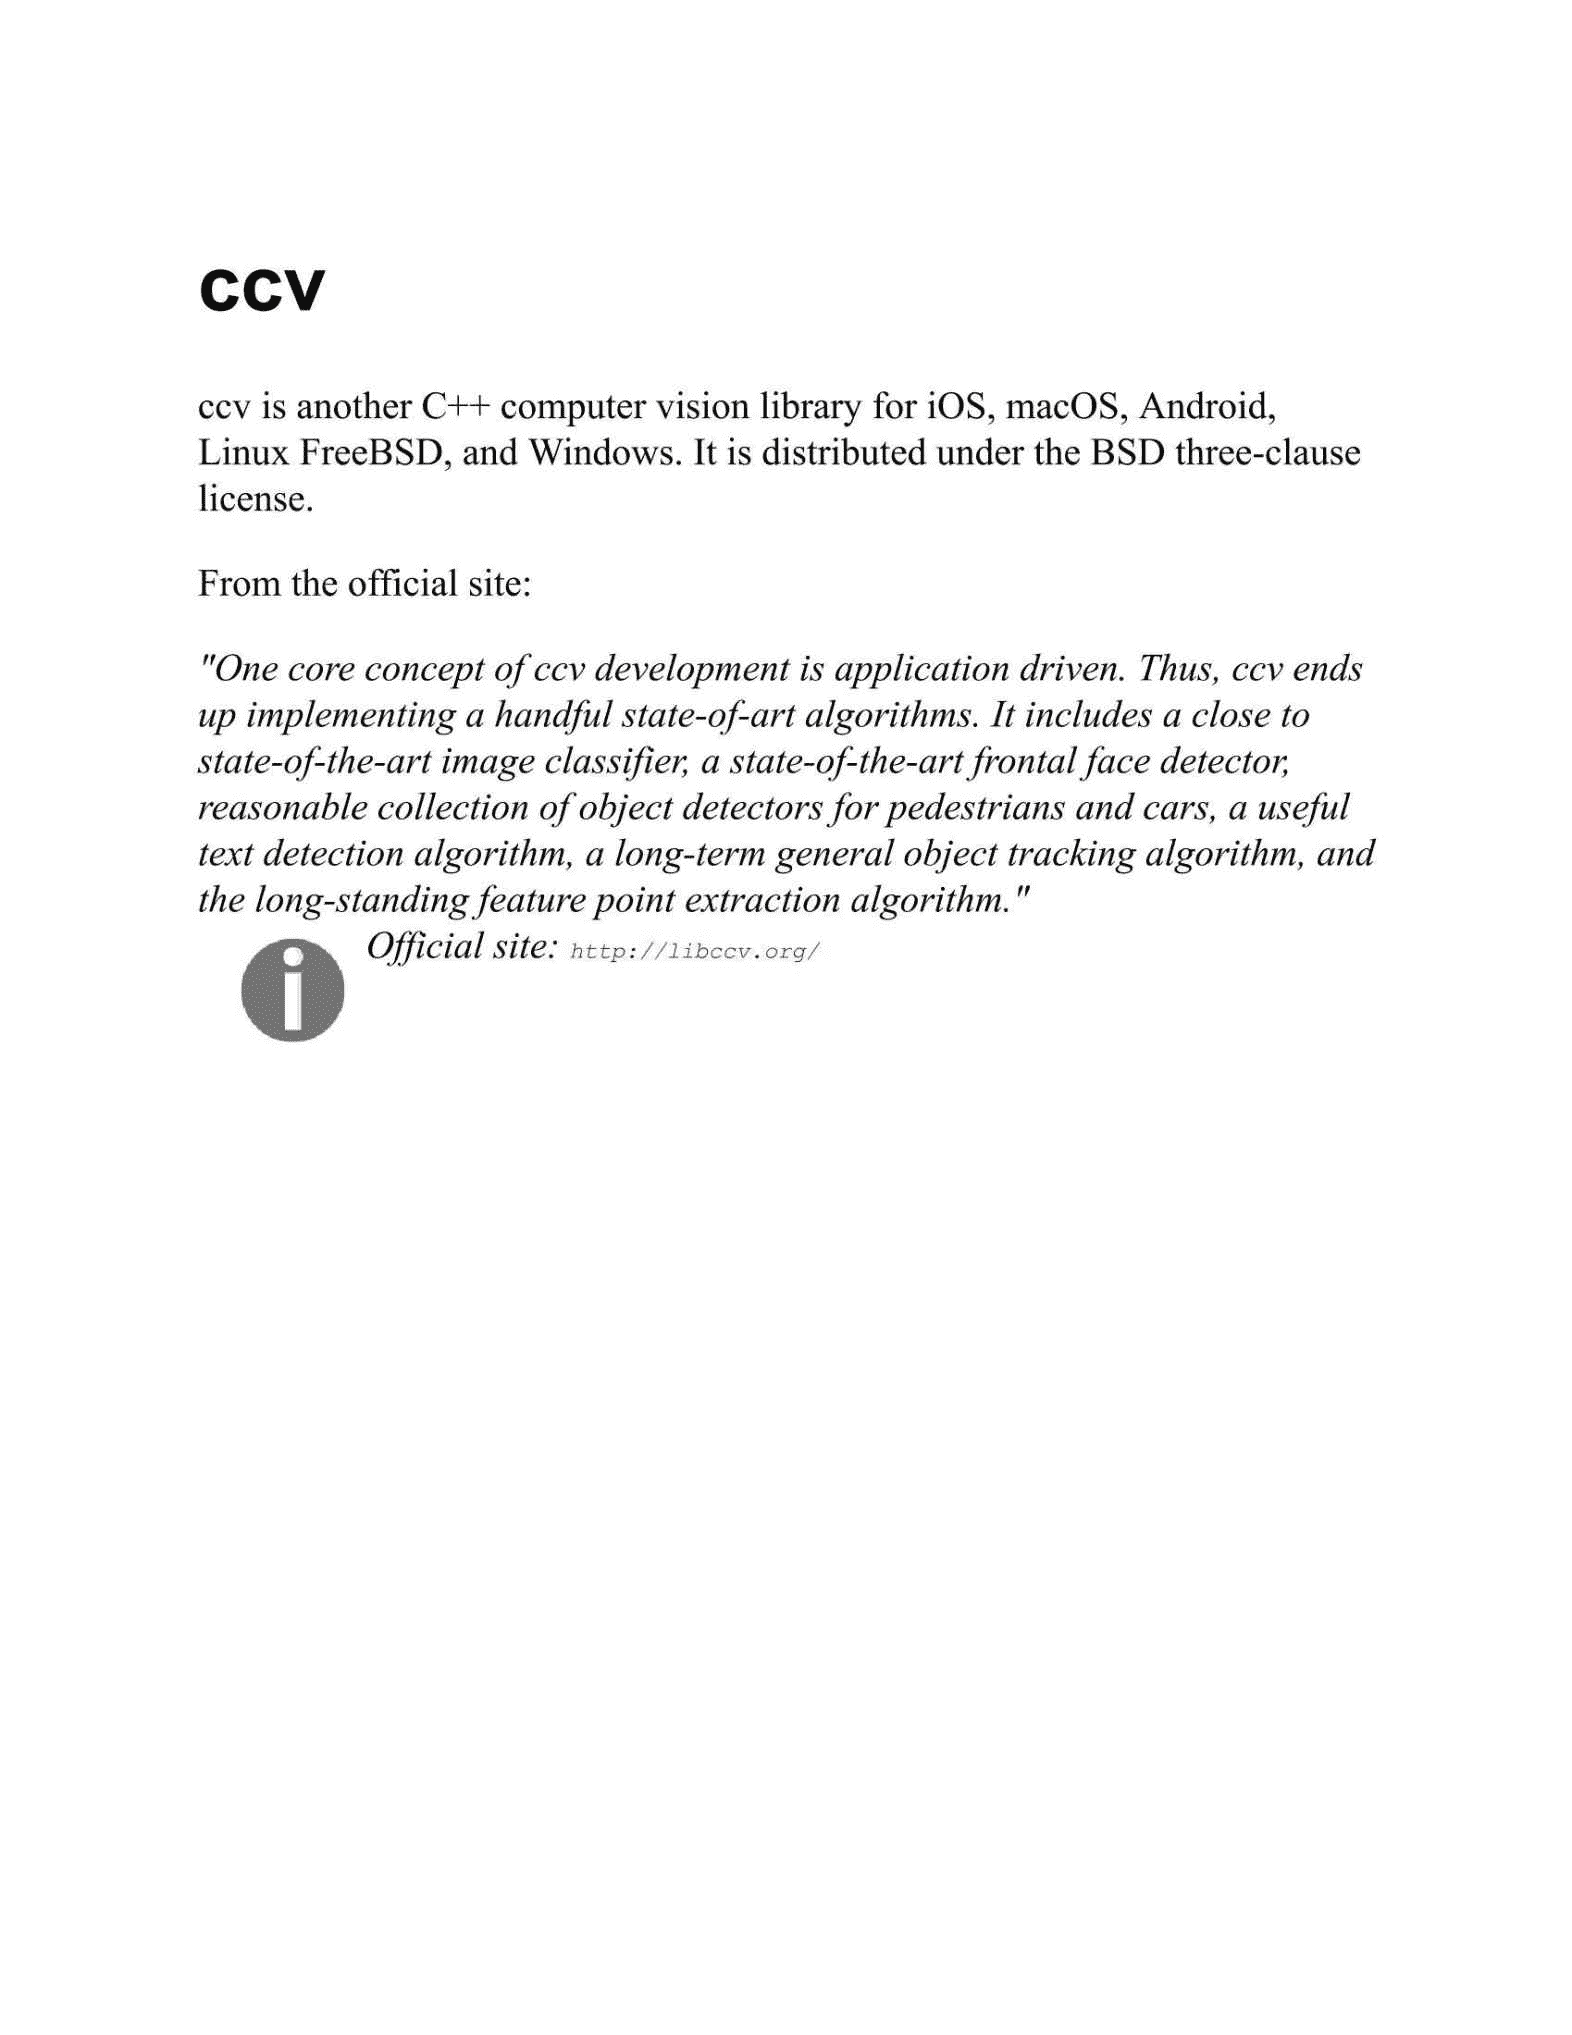 ccv
ccv is another C++ computer vision library for iOS, macOS, Android,
Linux FreeBSD, and Windows. It is distributed under the BSD three-clause
license.
From the official site:
"One core concept of ccv development is application driven. Thus, ccv ends
up implementing a handful state-of-art algorithms. It includes a close to
state-of-the-art image classifier, a state-of-the-art frontal face detector,
reasonable collection of object detectors for pedestrians and cars, a useful
text detection algorithm, a long-term general object tracking algorithm, and
the long-standing feature point extraction algorithm."
Official site: http://libccv.org/